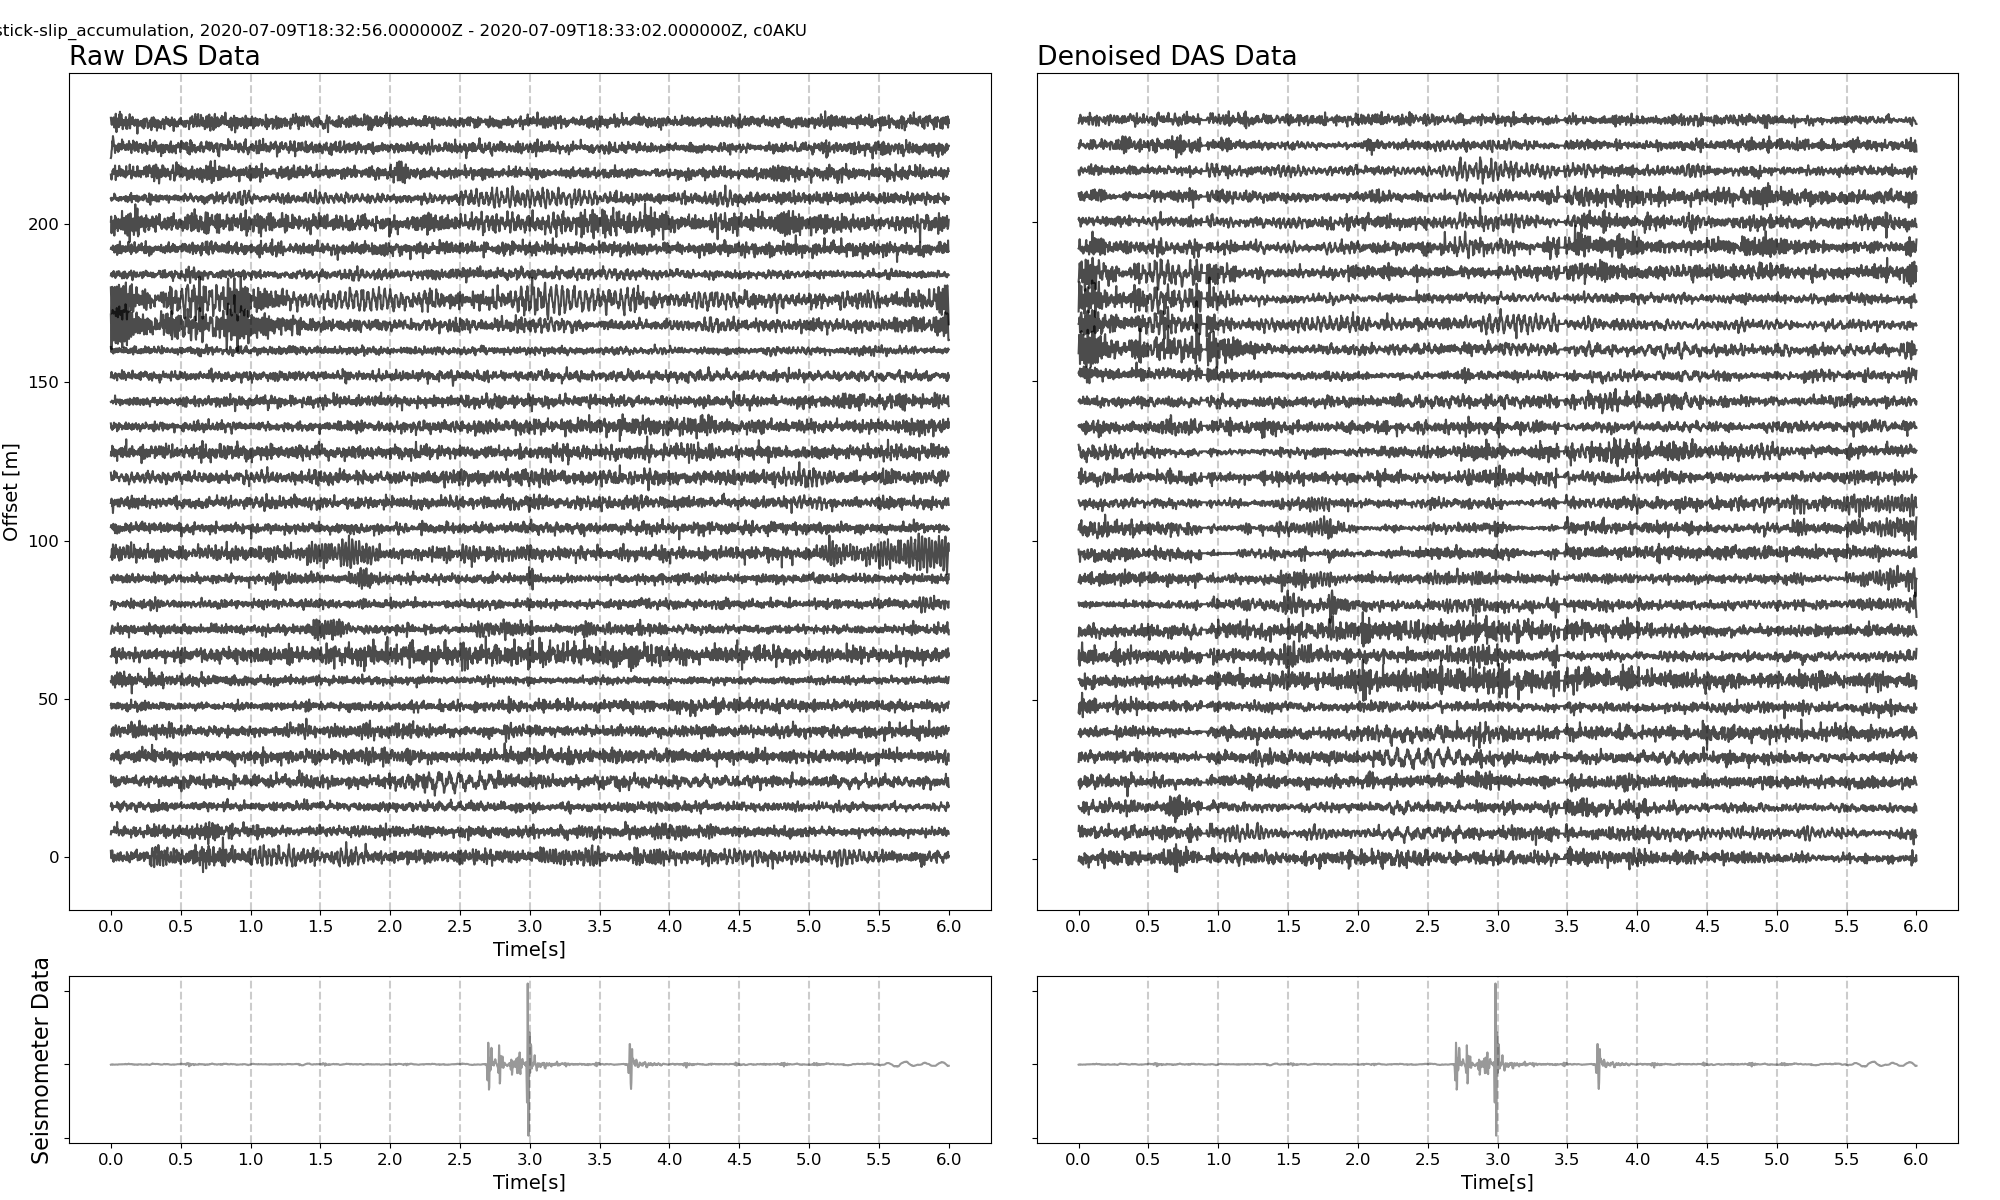 stick-slip_accumulation, 2020-07-09T18:32:56.000000Z - 2020-07-09T18:33:02.000000Z, c0AKU
Raw DAS Data
Denoised DAS Data
Offset [m]
200
150
100
50
0
0.0 0.5 1.0 1.5 2.0 2.5 3.0 3.5 4.0 4.5 5.0 5.5 6.0
Time[s]
0.0 0.5 1.0 1.5 2.0 2.5 3.0 3.5 4.0 4.5 5.0 5.5 6.0
Seismometer Data
0.0 0.5 1.0 1.5 2.0 2.5 3.0 3.5 4.0 4.5 5.0 5.5 6.0
Time[s]
0.0 0.5 1.0 1.5 2.0 2.5 3.0 3.5 4.0 4.5 5.0 5.5 6.0
Time[s]